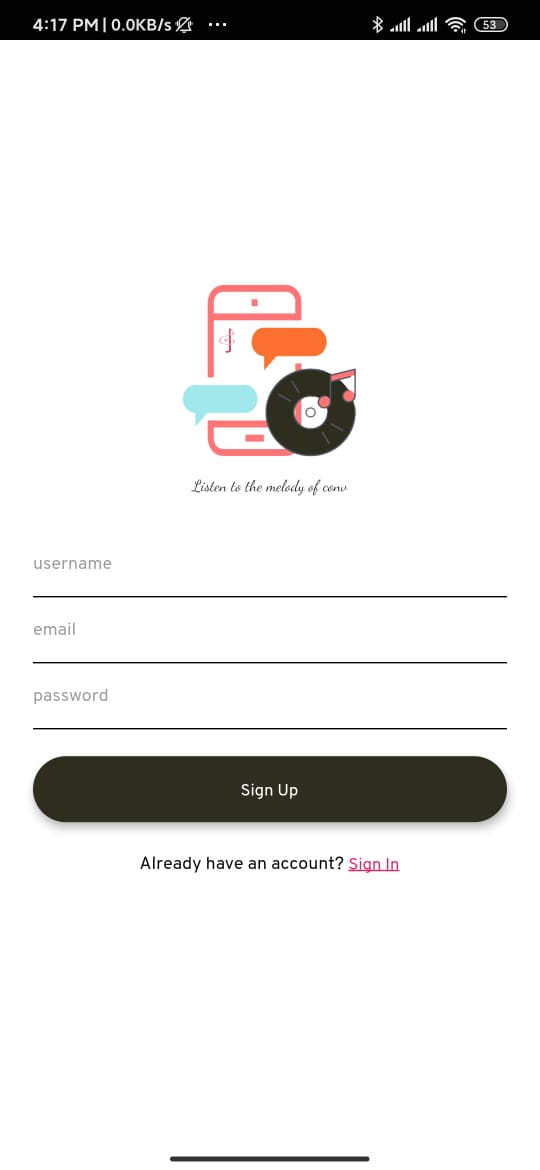 4:17 PM | 0.0KB/s ... 53
Listen to the melody of conv
username
email
password
Sign Up
Already have an account? Sign In